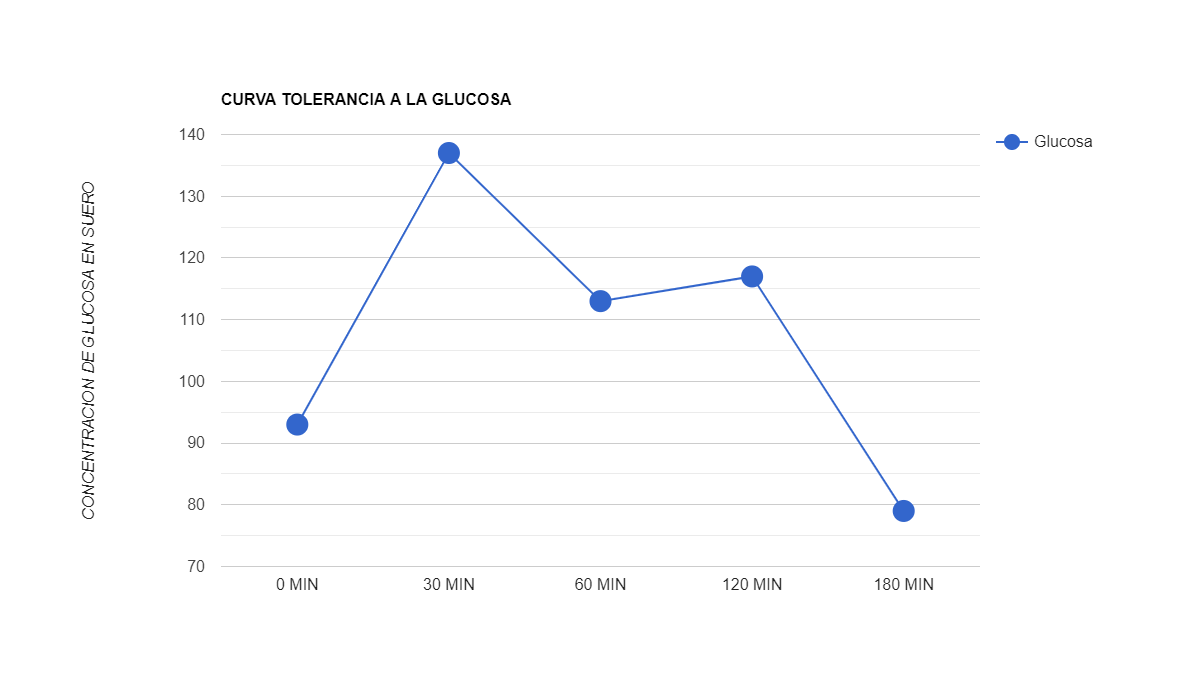 CURVA TOLERANCIA A LA GLUCOSA
Glucosa
CONCENTRACION DE GLUCOSA EN SUERO
140
130
120
110
100
90
80
70
0 MIN
30 MIN
60 MIN
120 MIN
180 MIN